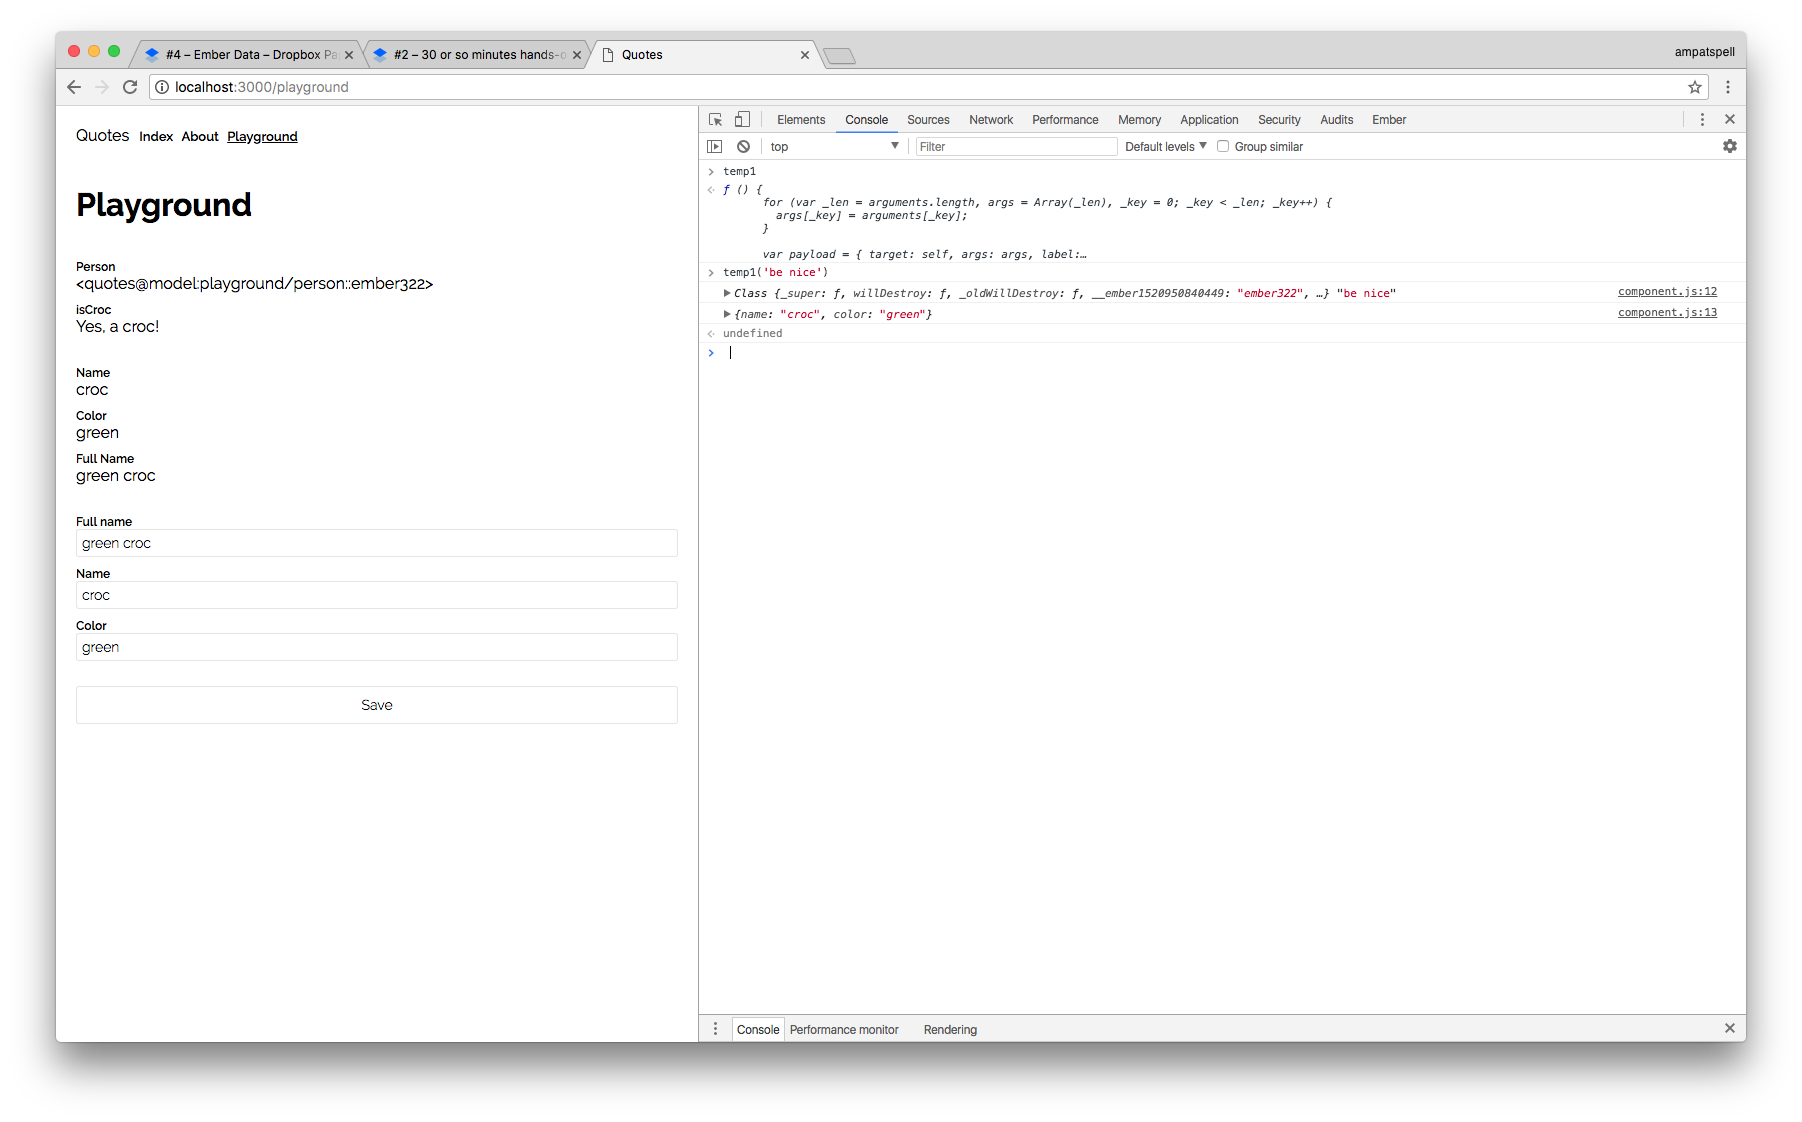 #4 – Ember Data – Dropbox Pa
#2 – 30 or so minutes hands-o
Quotes
ampatspell
localhost:3000/playground
Quotes Index About Playground
Playground
Person
<quotes@model:playground/person::ember322>
isCroc
Yes, a croc!
Name
croc
Color
green
Full Name
green croc
Full name
green croc
Name
croc
Color
green
Save
Elements Console Sources Network Performance Memory Application Security Audits Ember
top Filter Default levels Group similar
temp1
ƒ () {
for (var _len = arguments.length, args = Array(_len), _key = 0; _key < _len; _key++) {
args[_key] = arguments[_key];
}
var payload = { target: self, args: args, label:…
temp1('be nice')
Class {_super: ƒ, willDestroy: ƒ, _oldWillDestroy: ƒ, __ember1520950840449: "ember322", …} "be nice" component.js:12
{name: "croc", color: "green"} component.js:13
undefined
Console Performance monitor Rendering